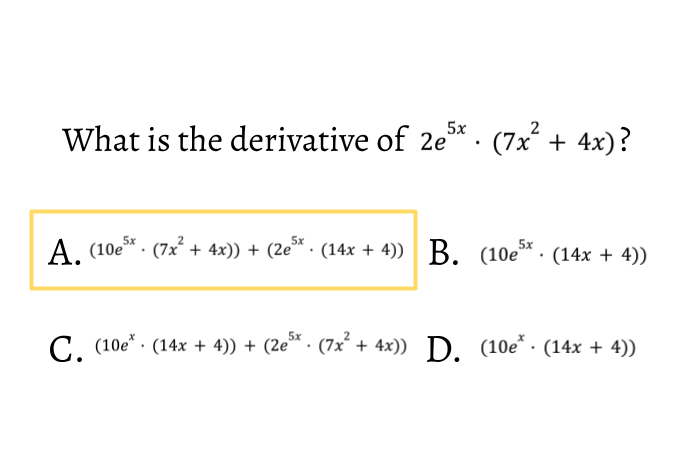 What is the derivative of 2e^{5x} · (7x^2 + 4x)?
A. (10e^{5x} · (7x^2 + 4x)) + (2e^{5x} · (14x + 4))
B. (10e^{5x} · (14x + 4))
C. (10e^x · (14x + 4)) + (2e^{5x} · (7x^2 + 4x))
D. (10e^x · (14x + 4))